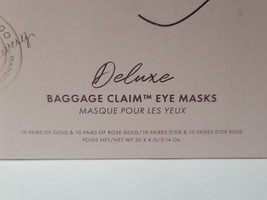 Deluxe
BAGGAGE CLAIM™ EYE MASKS
MASQUE POUR LES YEUX
10 PAIRS OF GOLD & 10 PAIRS OF ROSE GOLD/10 PAIRES D'OR & 10 PAIRES D'OR ROSE
POIDS NET/NET WT 20 X 4 G/0.14 Oz.